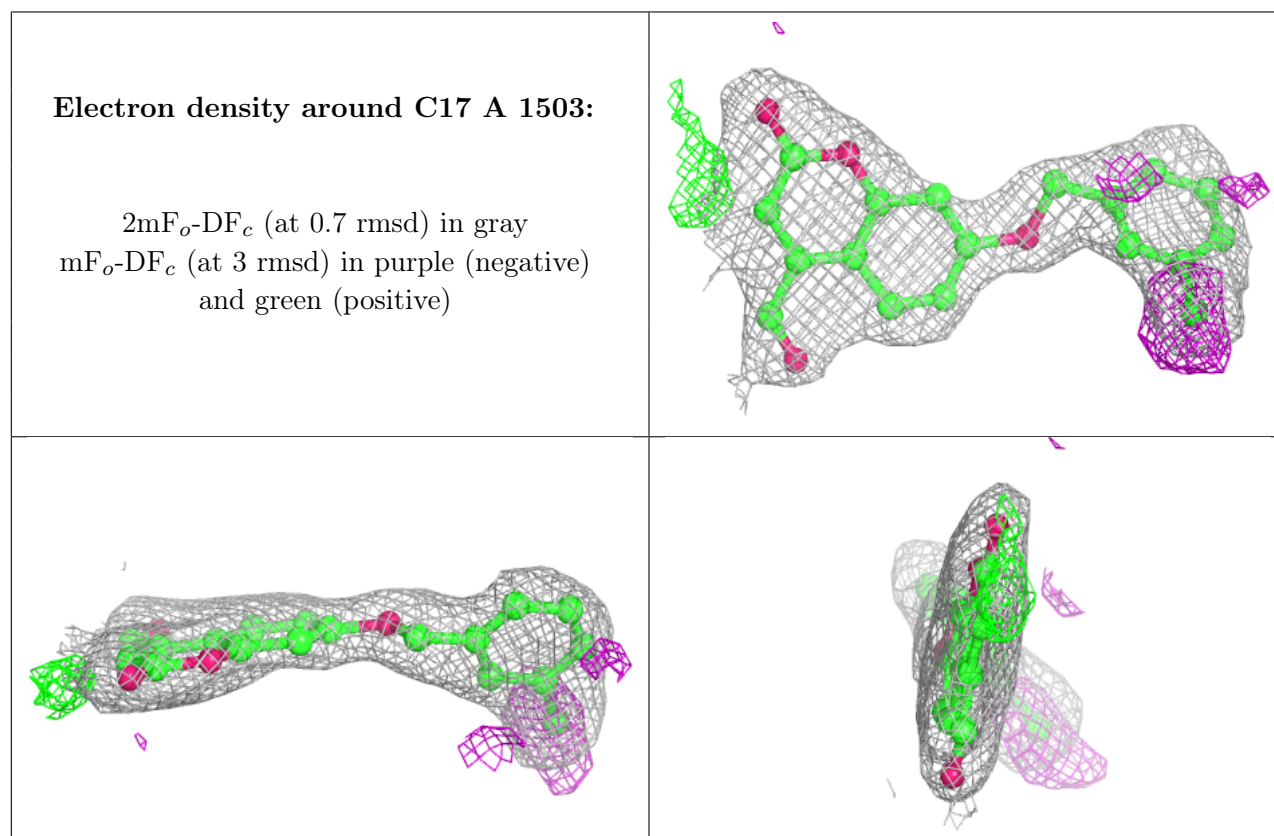 Electron density around C17 A 1503:
2mFo-DFc (at 0.7 rmsd) in gray
mFo-DFc (at 3 rmsd) in purple (negative)
and green (positive)